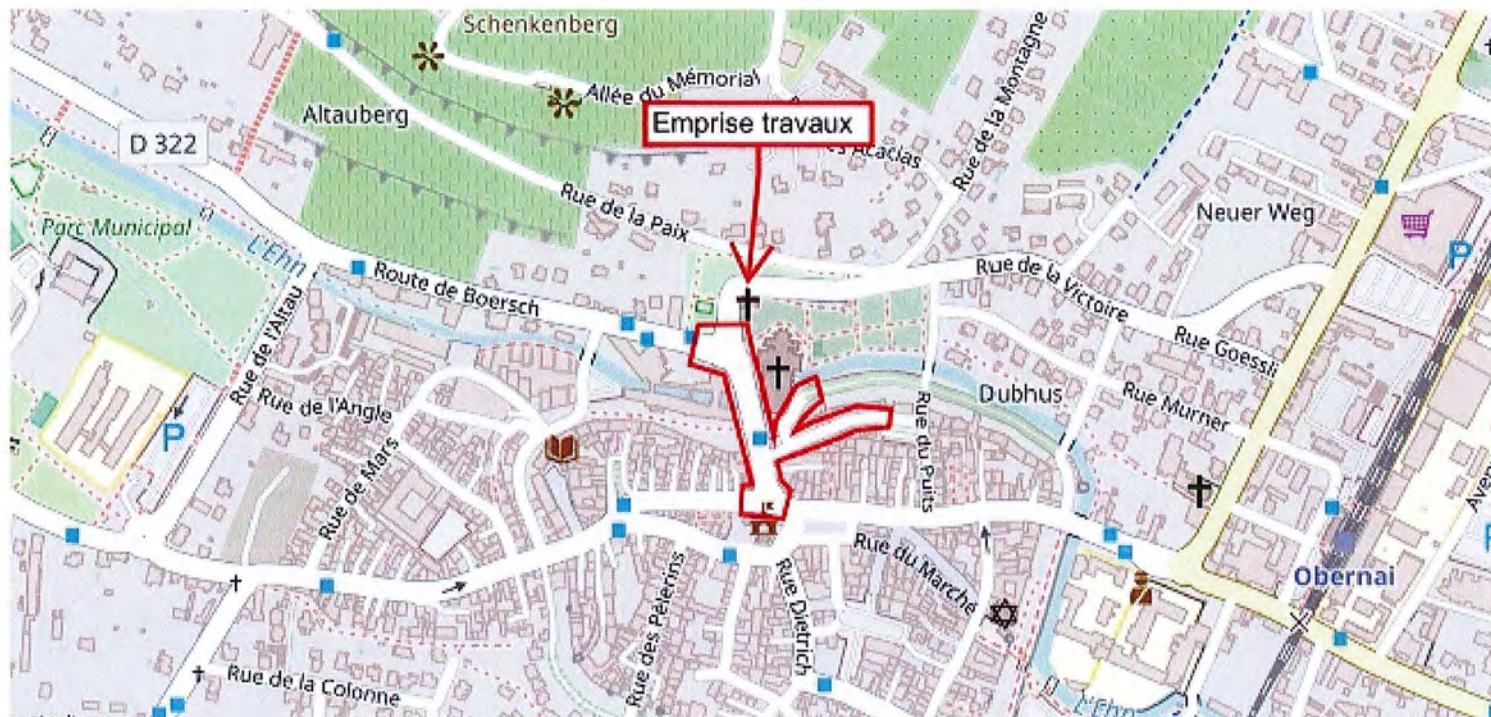 Schenkenberg
Allée du Mémorial
Altauberg
Rue de la Montagne
D 322
Emprise travaux
es Acacias
Rue de la Paix
Neuer Weg
P
Parc Municipal
L'Ehn
Route de Boersch
Rue de la Victoire
Rue Goessli
Rue de l'Altau
Rue de l'Angle
Dubhus
Rue Murner
P
Rue de Mars
Rue du Puits
Aven
Rue du Marché
Obernai
Rue des Pèlerins
Rue Dietrich
Rue de la Colonne
L'Ehn